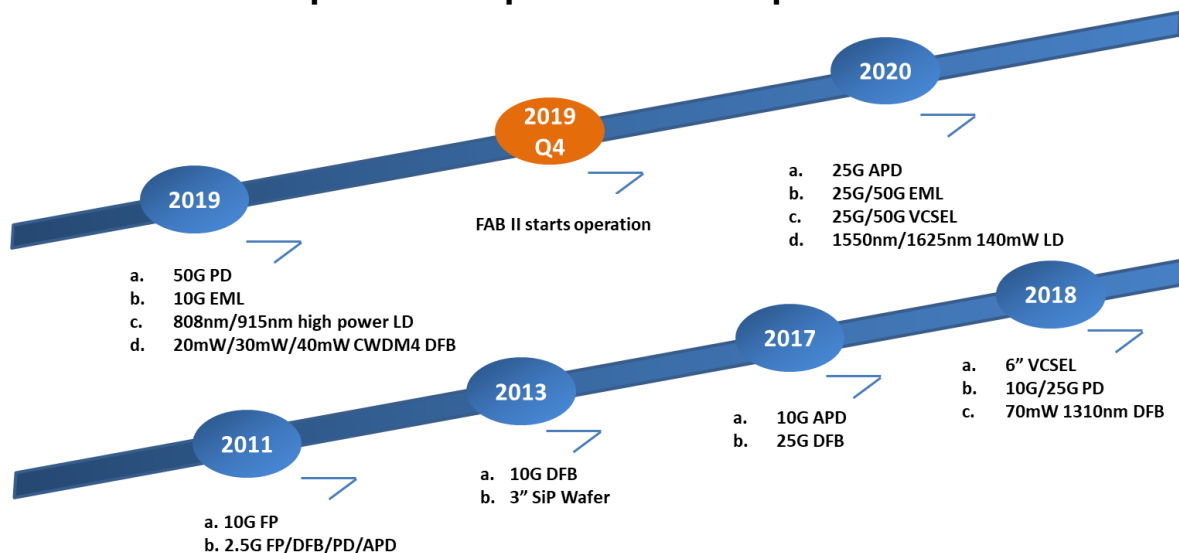 2020
2019
Q4
2019
a. 25G APD
b. 25G/50G EML
c. 25G/50G VCSEL
d. 1550nm/1625nm 140mW LD
FAB II starts operation
a. 50G PD
b. 10G EML
c. 808nm/915nm high power LD
d. 20mW/30mW/40mW CWDM4 DFB
2018
2017
2013
2011
a. 6” VCSEL
b. 10G/25G PD
c. 70mW 1310nm DFB
a. 10G APD
b. 25G DFB
a. 10G DFB
b. 3” SiP Wafer
a. 10G FP
b. 2.5G FP/DFB/PD/APD